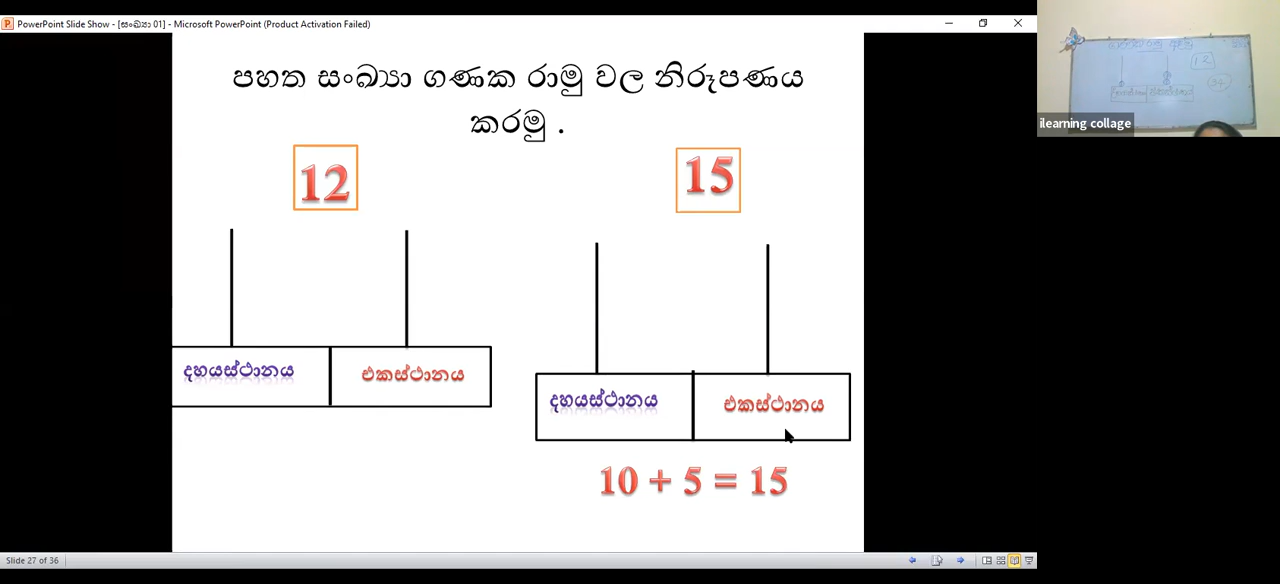 PowerPoint Slide Show - [සංඛ්‍යා 01] - Microsoft PowerPoint (Product Activation Failed)
පහත සංඛ්‍යා ගණක රාමු වල නිරූපණය
කරමු .
12
15
දහයස්ථානය එකස්ථානය
දහයස්ථානය එකස්ථානය
10 + 5 = 15
Slide 27 of 36
12
ilearning collage